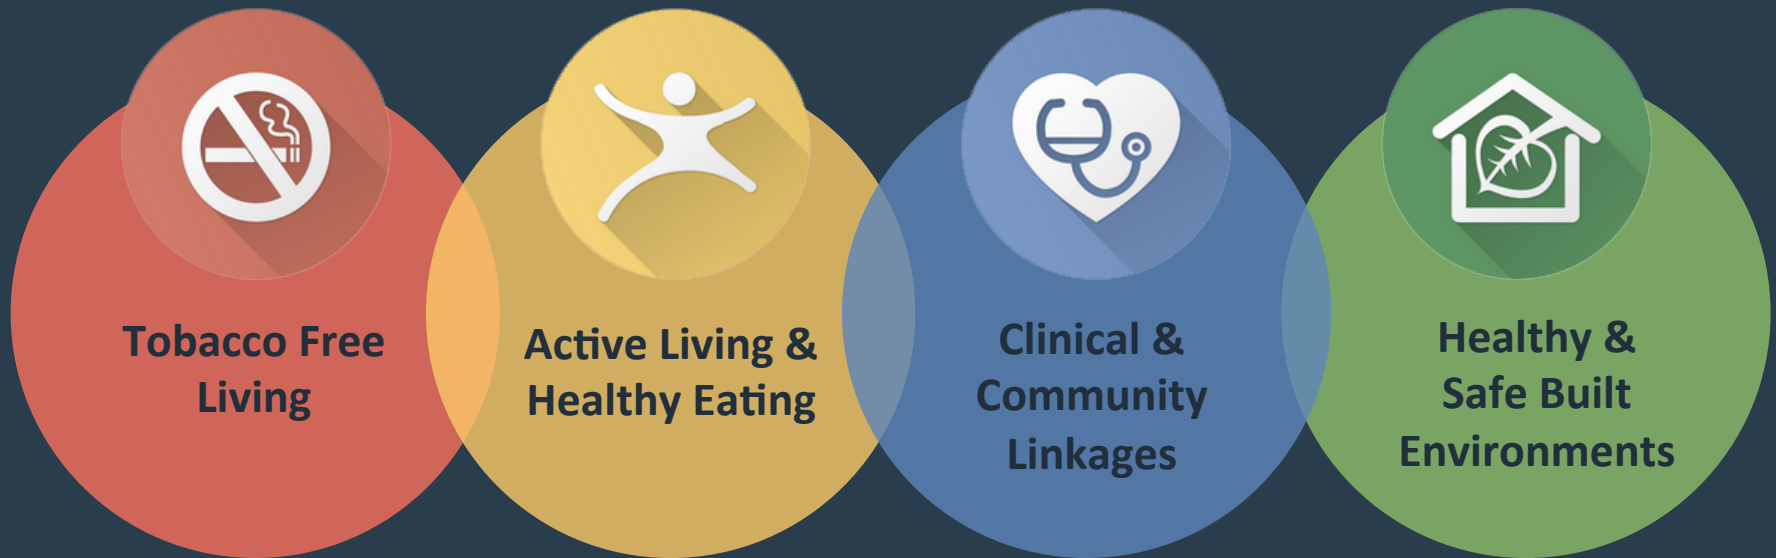 Tobacco Free
Living
Active Living &
Healthy Eating
Clinical &
Community
Linkages
Healthy &
Safe Built
Environments